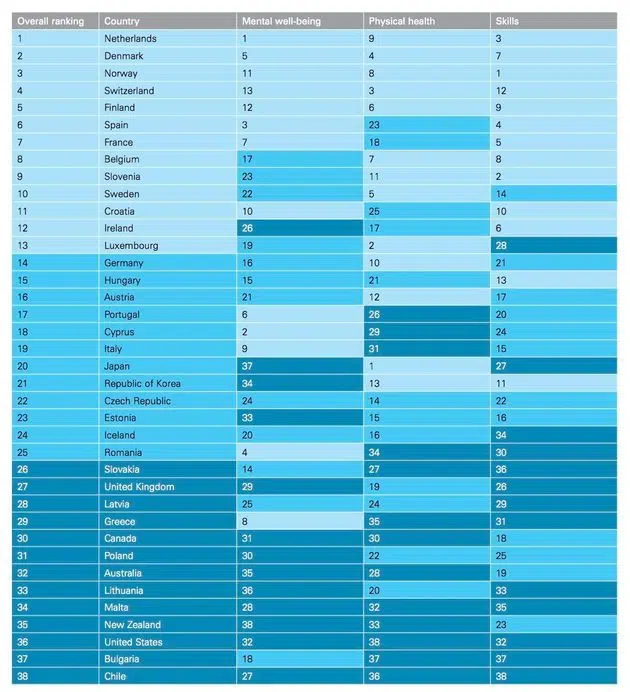 Overall ranking Country Mental well-being Physical health Skills
1 Netherlands 1 9 3
2 Denmark 5 4 7
3 Norway 11 8 1
4 Switzerland 13 3 12
5 Finland 12 6 9
6 Spain 3 23 4
7 France 7 18 5
8 Belgium 17 7 8
9 Slovenia 23 11 2
10 Sweden 22 5 14
11 Croatia 10 25 10
12 Ireland 26 17 6
13 Luxembourg 19 2 28
14 Germany 16 10 21
15 Hungary 15 21 13
16 Austria 21 12 17
17 Portugal 6 26 20
18 Cyprus 2 29 24
19 Italy 9 31 15
20 Japan 37 1 27
21 Republic of Korea 34 13 11
22 Czech Republic 24 14 22
23 Estonia 33 15 16
24 Iceland 20 16 34
25 Romania 4 34 30
26 Slovakia 14 27 36
27 United Kingdom 29 19 26
28 Latvia 25 24 29
29 Greece 8 35 31
30 Canada 31 30 18
31 Poland 30 22 25
32 Australia 35 28 19
33 Lithuania 36 20 33
34 Malta 28 32 35
35 New Zealand 38 33 23
36 United States 32 38 32
37 Bulgaria 18 37 37
38 Chile 27 36 38